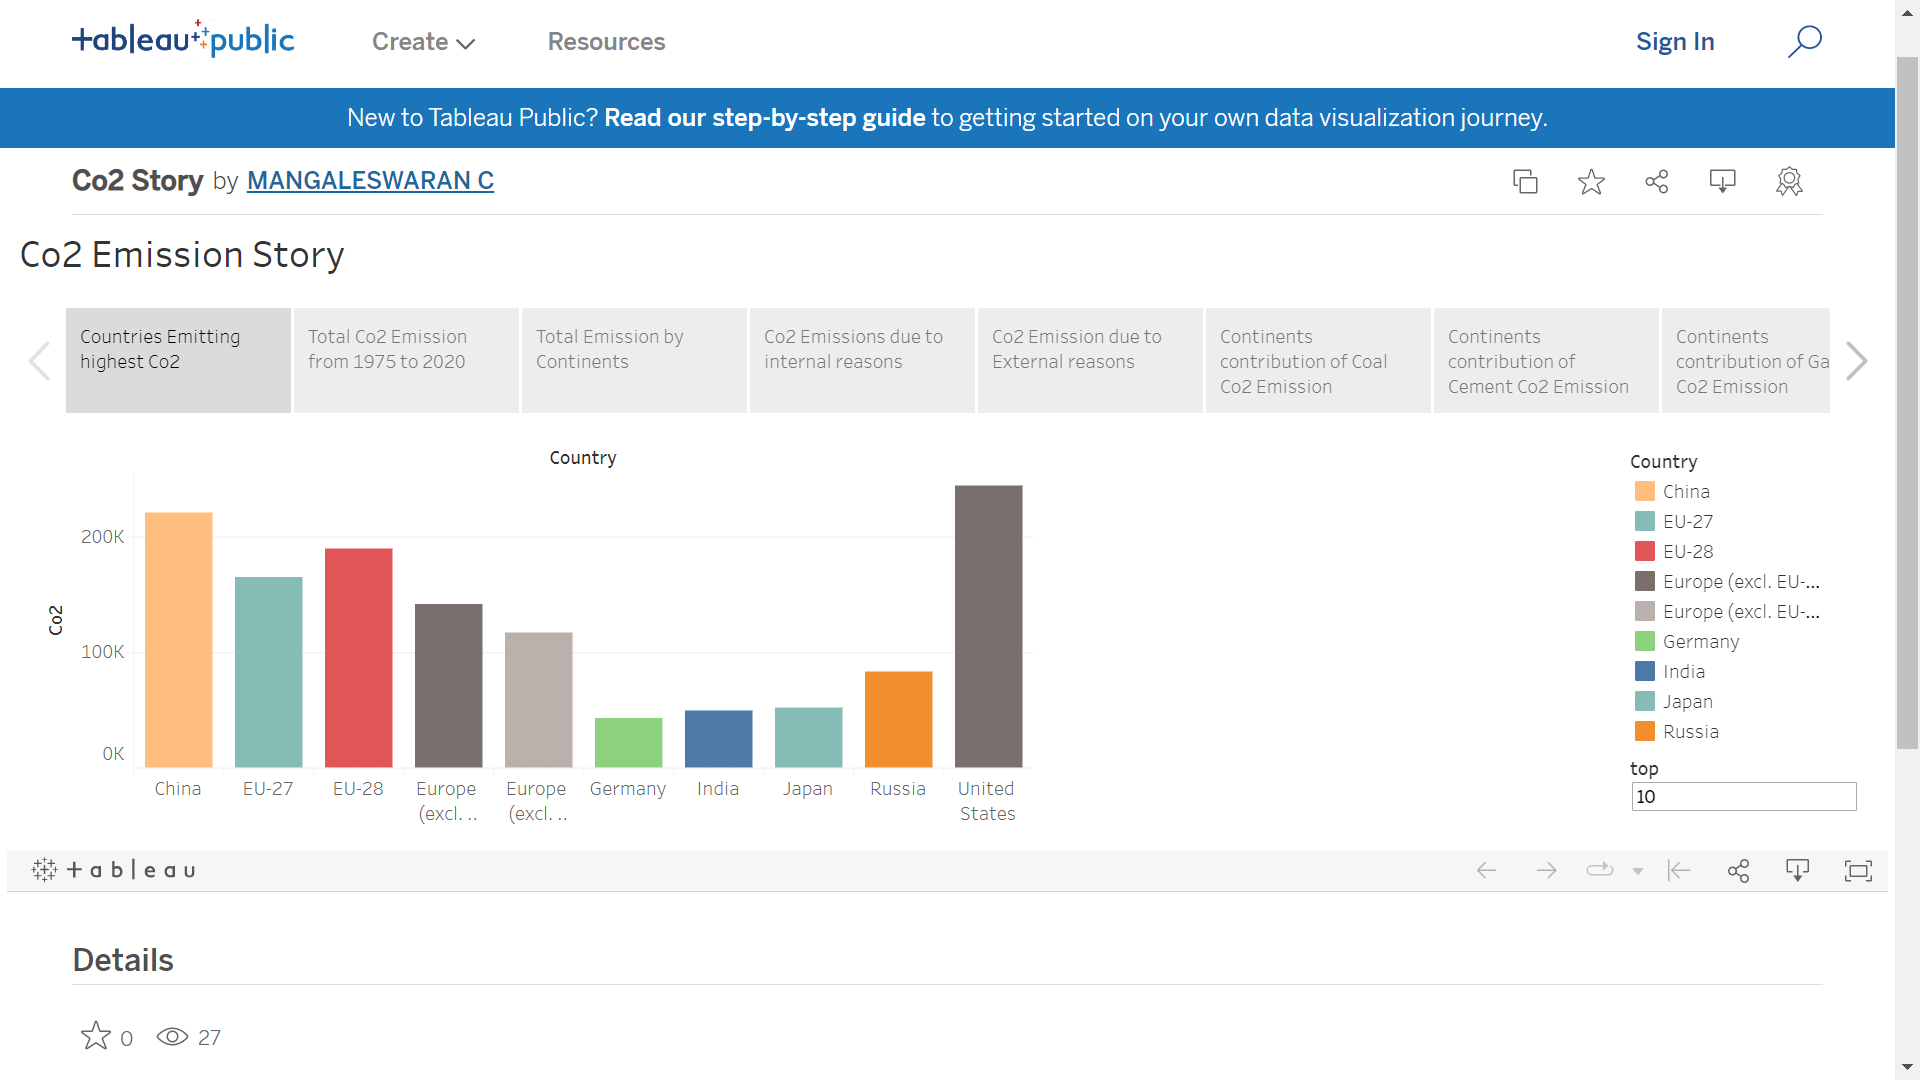 +ableau public
Create
Resources
Sign In
New to Tableau Public? Read our step-by-step guide to getting started on your own data visualization journey.
Co2 Story by MANGALESWARAN C
Co2 Emission Story
Countries Emitting
highest Co2
Total Co2 Emission
from 1975 to 2020
Total Emission by
Continents
Co2 Emissions due to
internal reasons
Co2 Emission due to
External reasons
Continents
contribution of Coal
Co2 Emission
Continents
contribution of
Cement Co2 Emission
Continents
contribution of Ga
Co2 Emission
Country
Co2
200K
100K
0K
China
EU-27
EU-28
Europe
(excl. ..
Europe
(excl. ..
Germany
India
Japan
Russia
United
States
Country
China
EU-27
EU-28
Europe (excl. EU-...
Europe (excl. EU-...
Germany
India
Japan
Russia
top
10
+ableau
Details
0
27